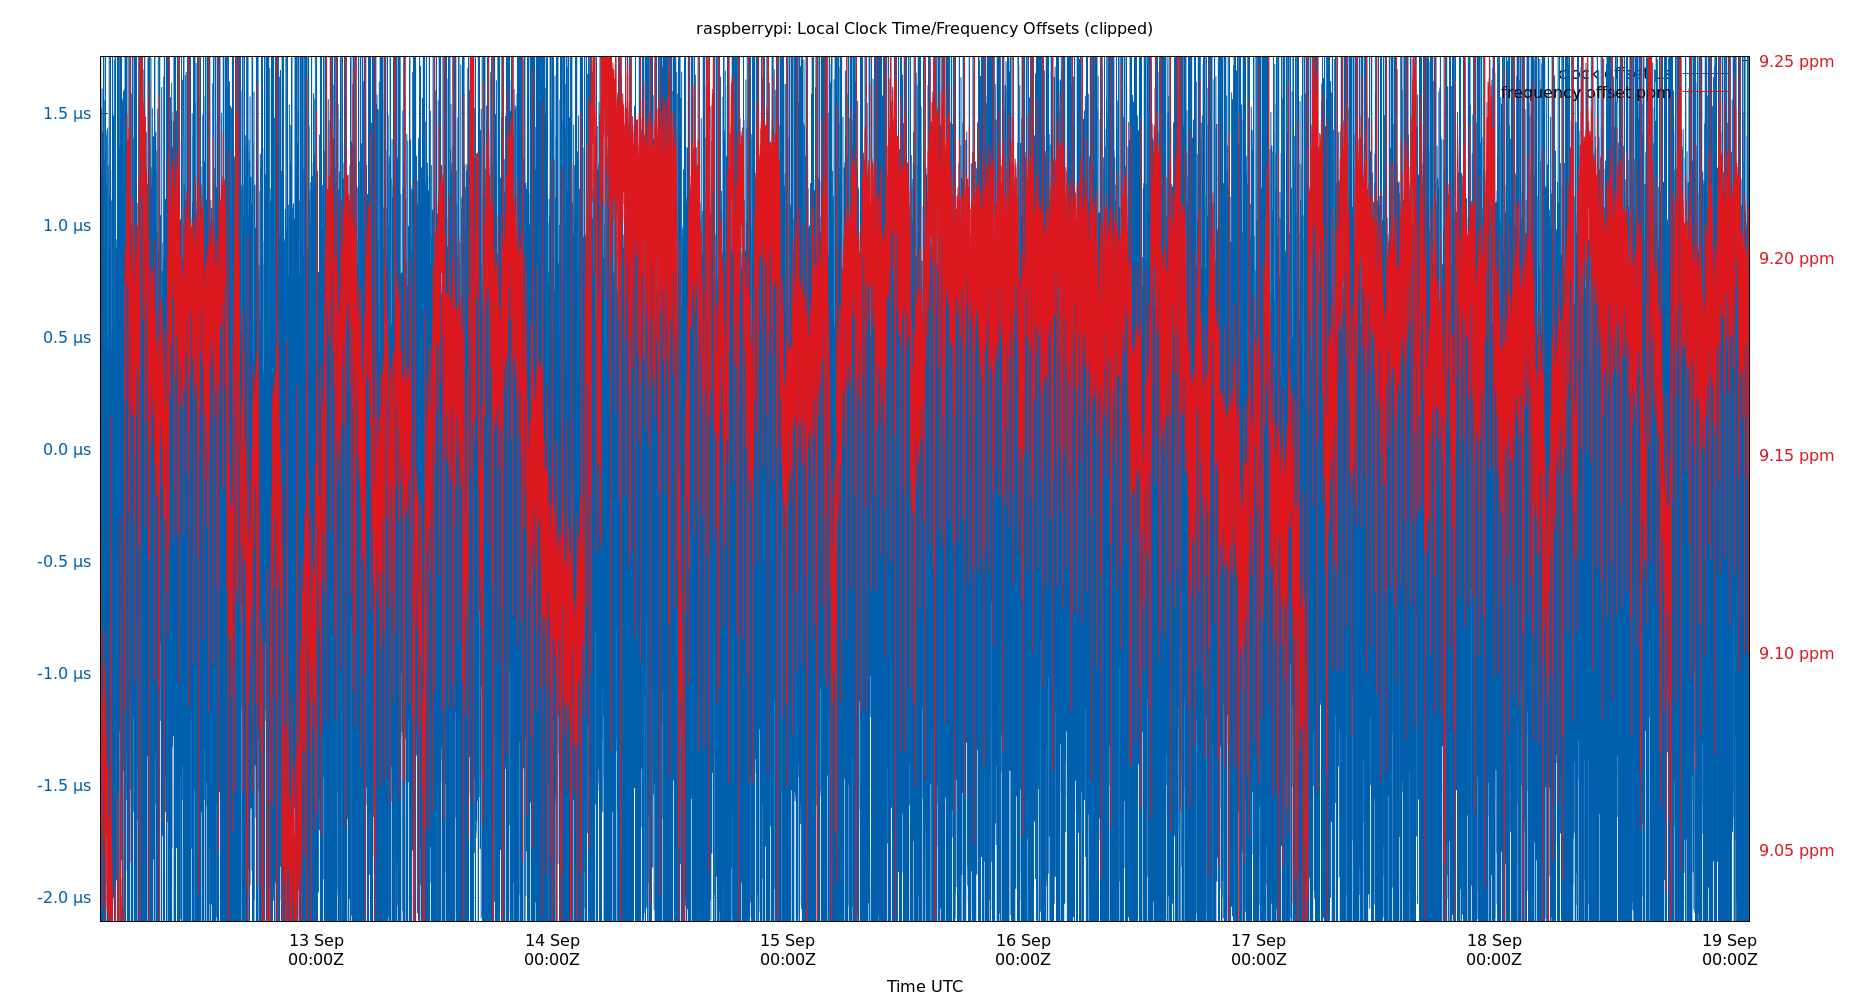 raspberrypi: Local Clock Time/Frequency Offsets (clipped)
clock offset µs
frequency offset ppm
1.5 µs
1.0 µs
0.5 µs
0.0 µs
-0.5 µs
-1.0 µs
-1.5 µs
-2.0 µs
9.25 ppm
9.20 ppm
9.15 ppm
9.10 ppm
9.05 ppm
13 Sep
00:00Z
14 Sep
00:00Z
15 Sep
00:00Z
16 Sep
00:00Z
17 Sep
00:00Z
18 Sep
00:00Z
19 Sep
00:00Z
Time UTC